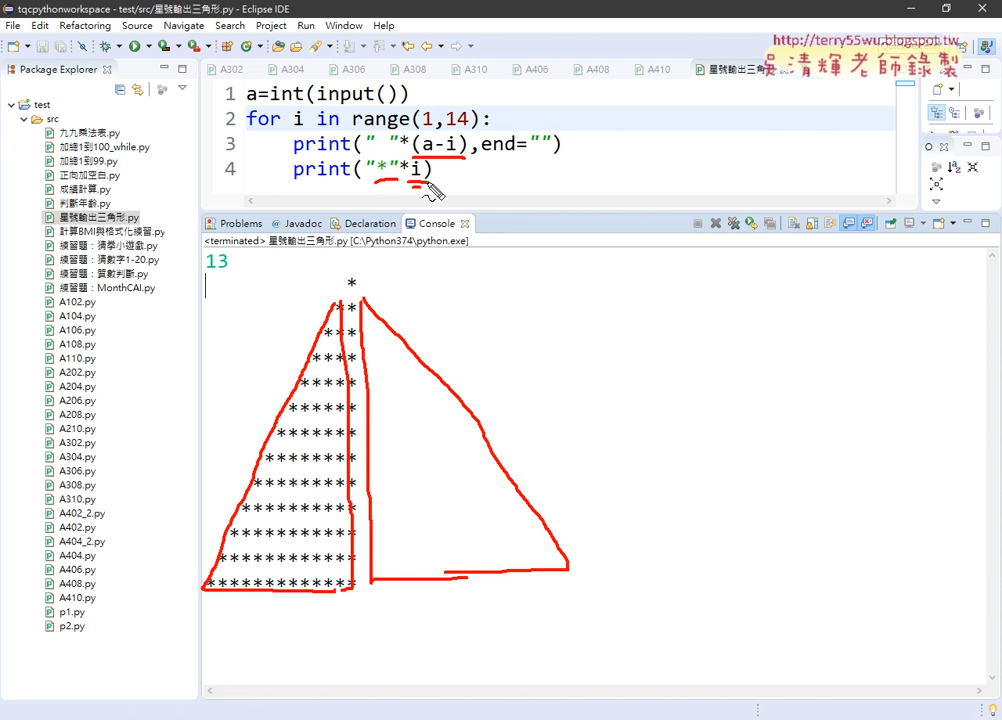 tqcpythonworkspace - test/src/星號輸出三角形.py - Eclipse IDE
File Edit Source Refactoring Navigate Search Project Run Window Help
http://terry55wu.blogspot.tw
吳清輝老師錄製
Package Explorer
A302 A304 A306 A308 A310 A406 A408 A410 星號輸出三角形
test
src
九九乘法表.py
加總1到100_while.py
加總1到99.py
正向加空白.py
成績計算.py
判斷年齡.py
星號輸出三角形.py
計算BMI與格式化練習.py
練習題：猜拳小遊戲.py
練習題：猜數字1-20.py
練習題：質數判斷.py
練習題：MonthCAl.py
A102.py
A104.py
A106.py
A108.py
A110.py
A202.py
A204.py
A206.py
A208.py
A210.py
A302.py
A304.py
A306.py
A308.py
A310.py
A402_2.py
A402.py
A404_2.py
A404.py
A406.py
A408.py
A410.py
p1.py
p2.py
1 a=int(input())
2 for i in range(1,14):
3 print(" "*(a-i),end="")
4 print("*"*i)
Problems Javadoc Declaration Console
<terminated> 星號輸出三角形.py [C:\Python374\python.exe]
13
*
**
***
****
*****
******
*******
********
*********
**********
***********
************
*************